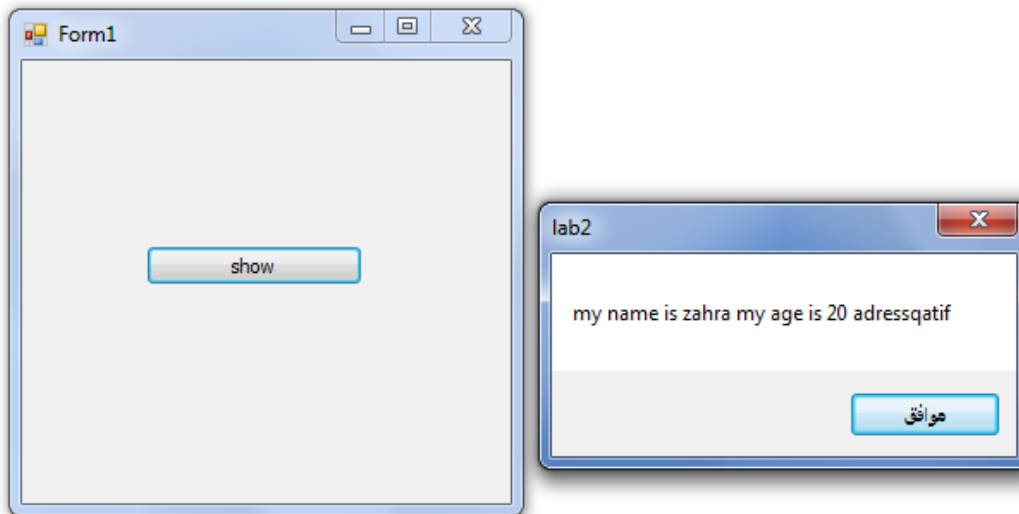 Form1
show
lab2
my name is zahra my age is 20 adressqatif
موافق